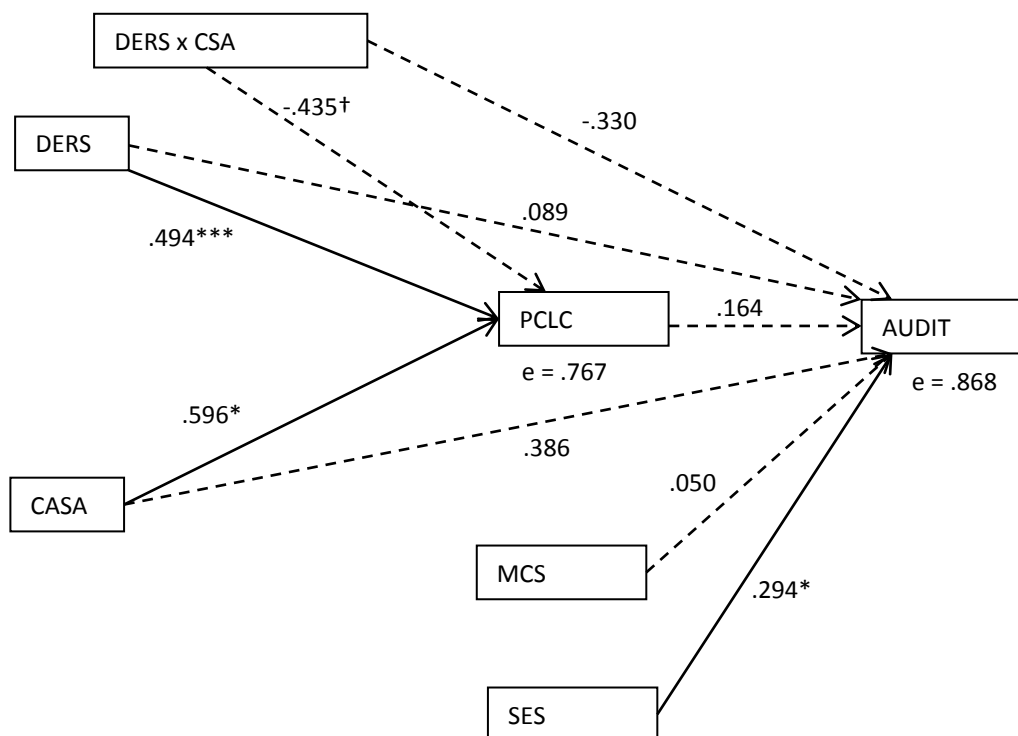 DERS x CSA
-.435†
-.330
DERS
.089
.494***
PCLC
.164
AUDIT
e = .767
e = .868
.596*
.386
CASA
.050
MCS
.294*
SES